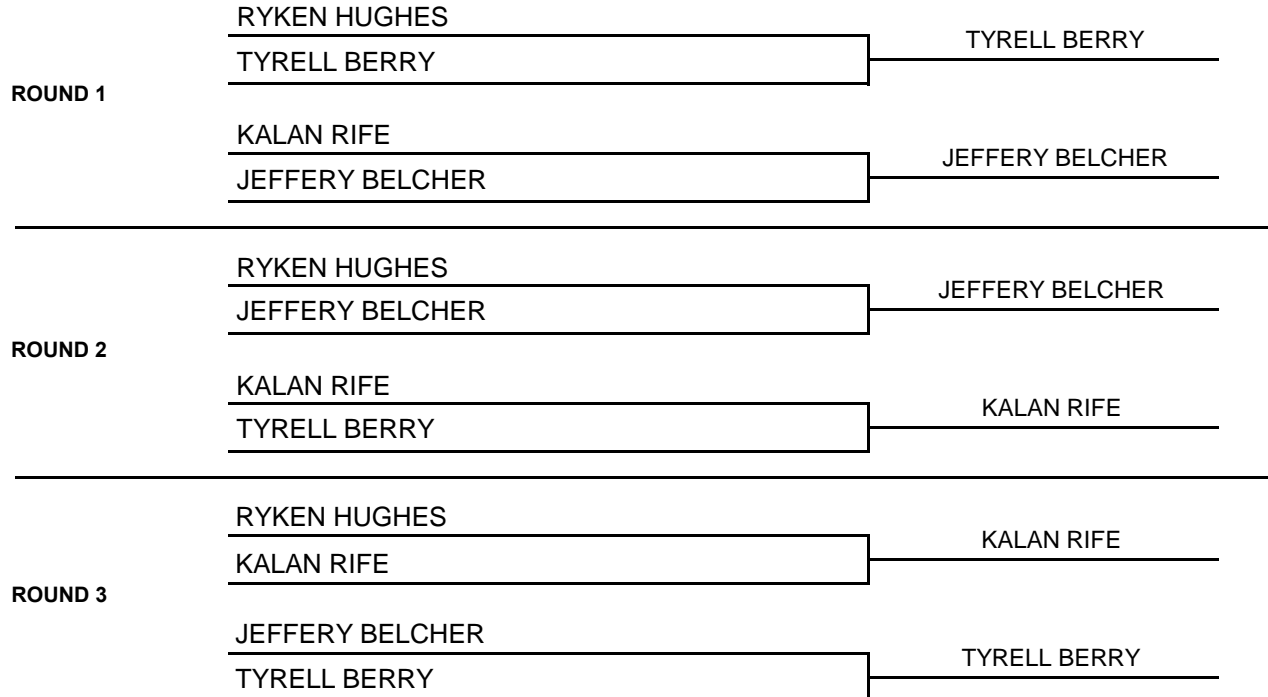 RYKEN HUGHES
TYRELL BERRY
TYRELL BERRY
ROUND 1
KALAN RIFE
JEFFERY BELCHER
JEFFERY BELCHER
RYKEN HUGHES
JEFFERY BELCHER
JEFFERY BELCHER
ROUND 2
KALAN RIFE
KALAN RIFE
TYRELL BERRY
RYKEN HUGHES
KALAN RIFE
KALAN RIFE
ROUND 3
JEFFERY BELCHER
TYRELL BERRY
TYRELL BERRY